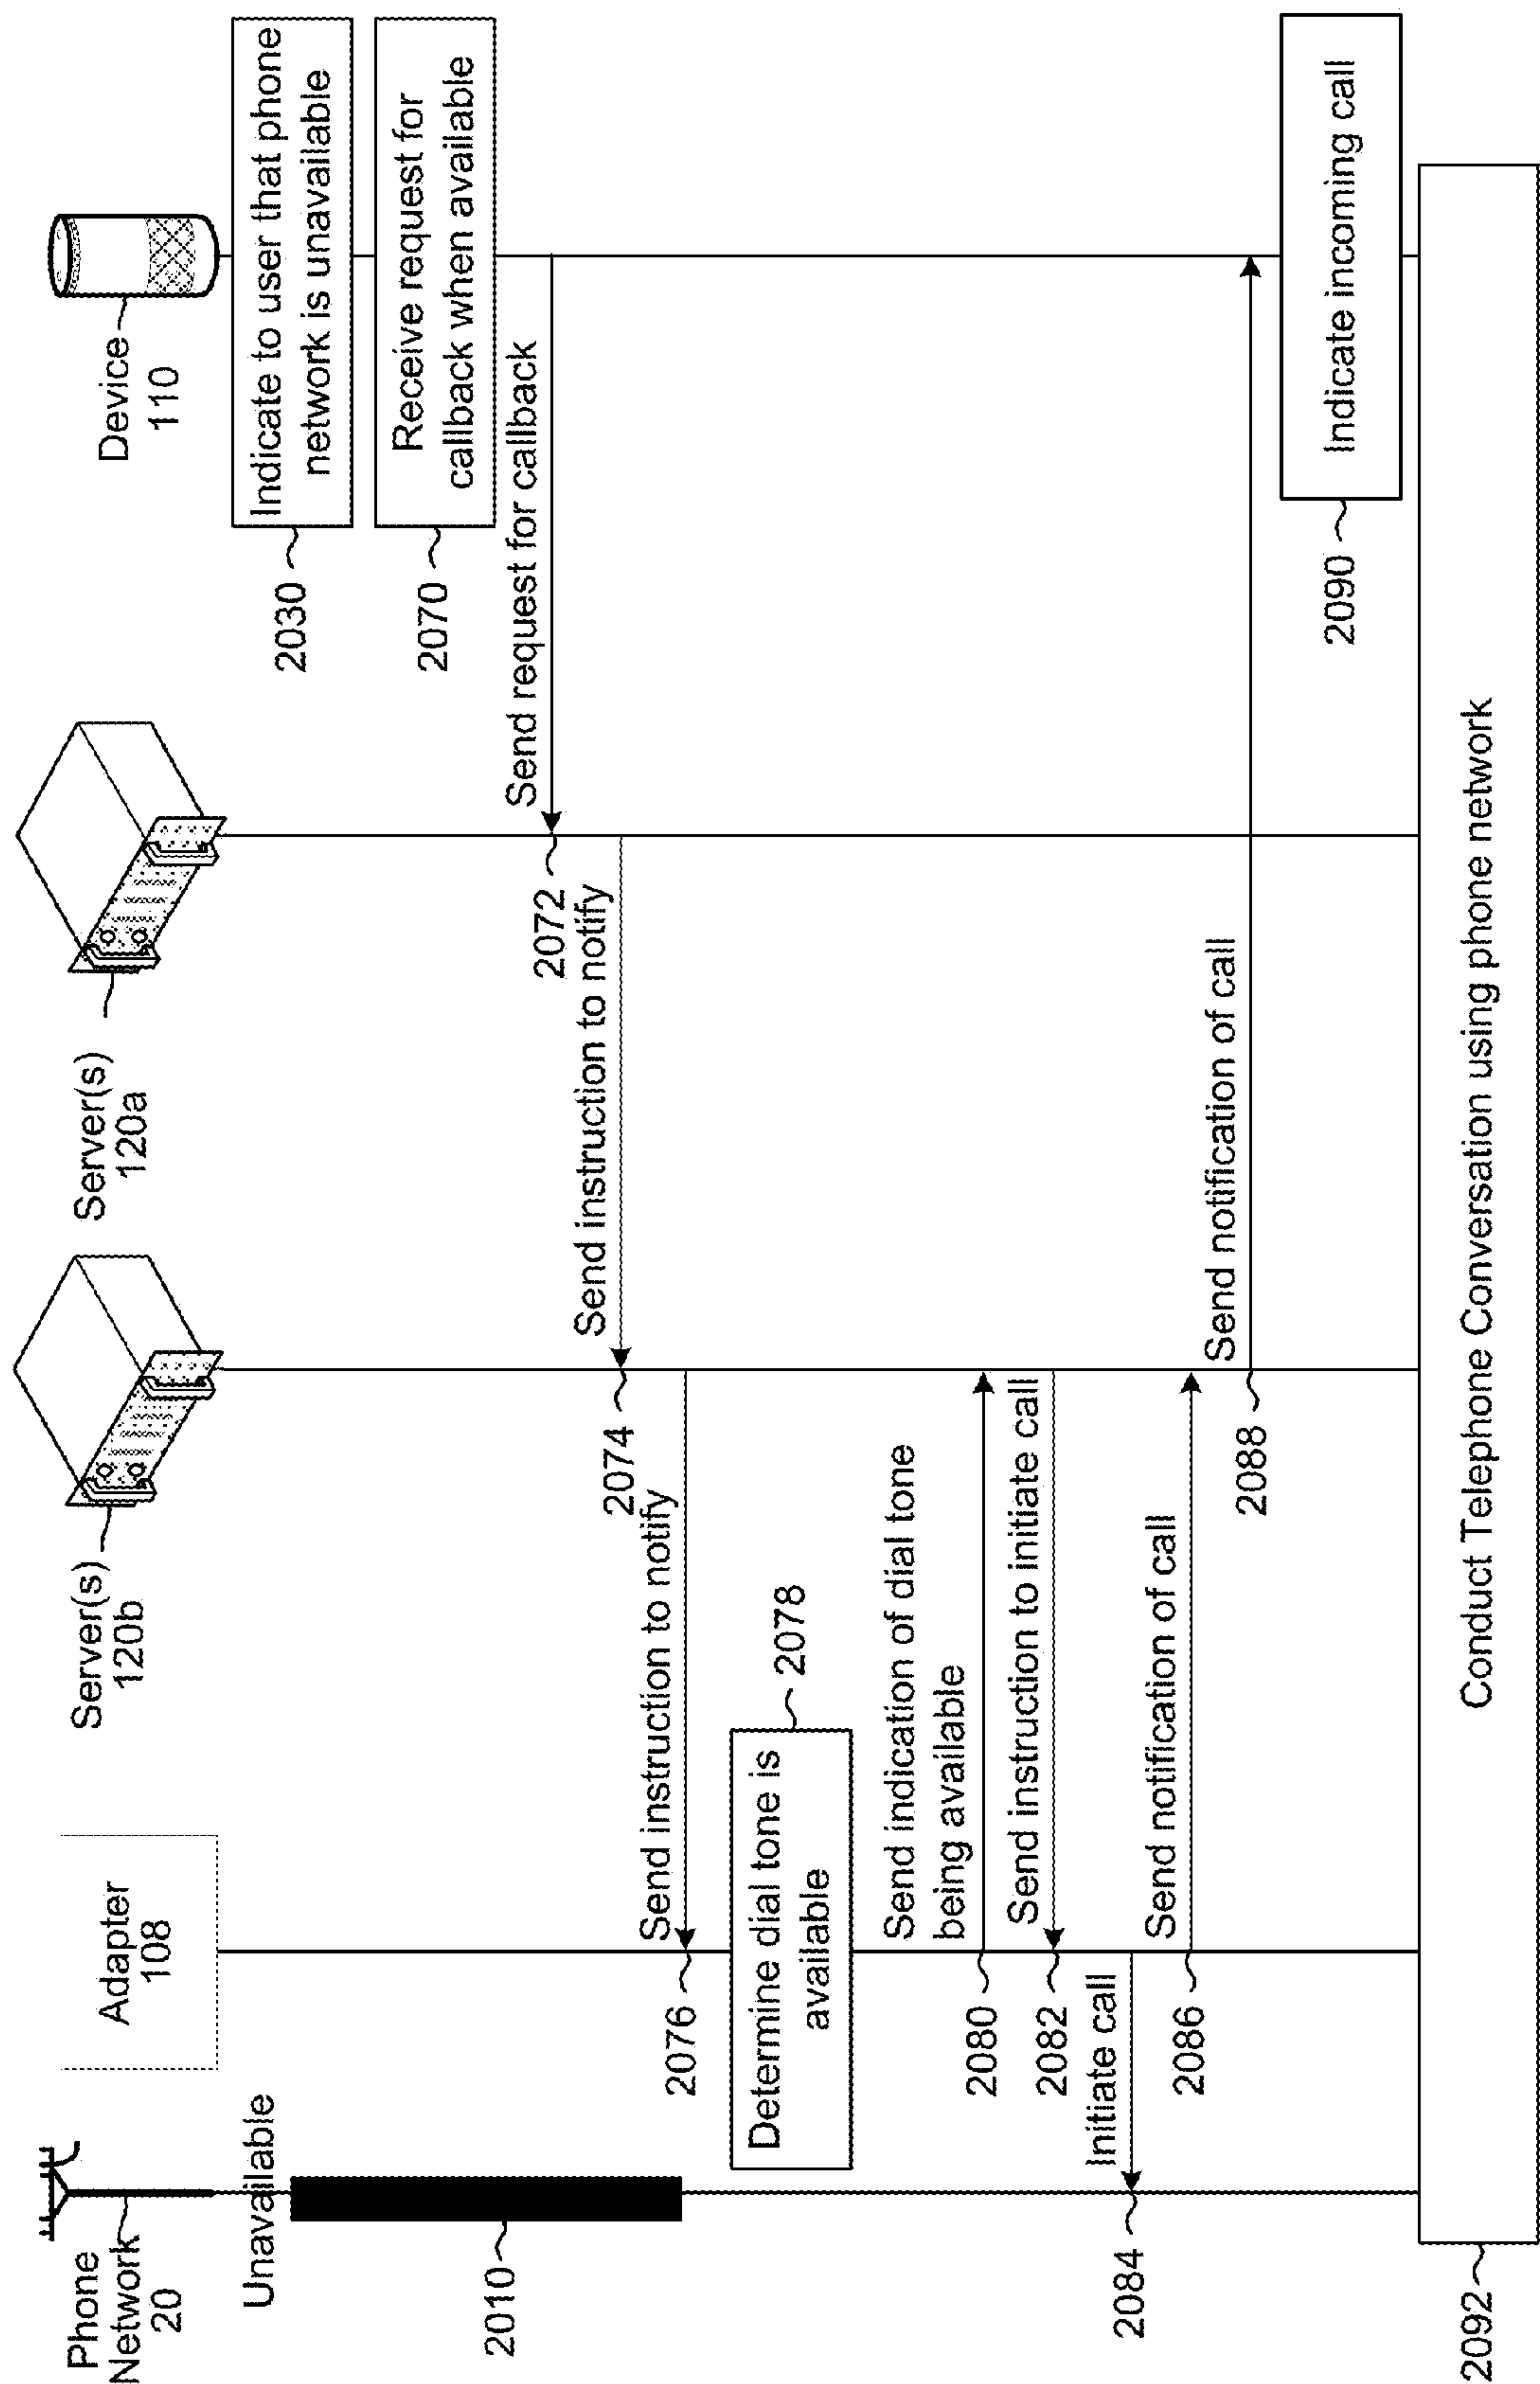 Phone
Network
20
Adapter
108
Server(s)
120b
Server(s)
120a
Device
110
Unavailable
2010
Indicate to user that phone
network is unavailable
2030
Receive request for
callback when available
2070
Send request for callback
2072
Send instruction to notify
2074
Send instruction to notify
2076
Determine dial tone is
available
2078
Send indication of dial tone
being available
2080
Send instruction to initiate call
2082
Initiate call
2084
Send notification of call
2086
Send notification of call
2088
Indicate incoming call
2090
Conduct Telephone Conversation using phone network
2092